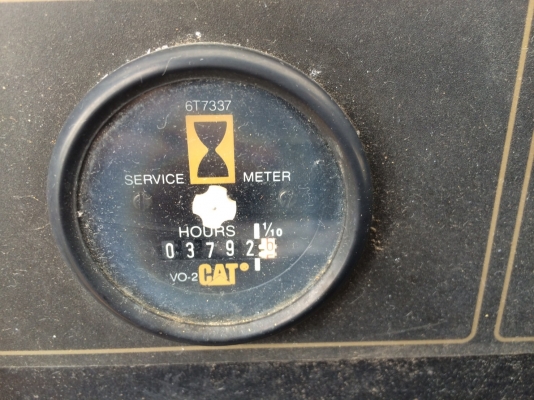 6T7337
SERVICE METER
HOURS 1/10
03792
VO-2 CAT